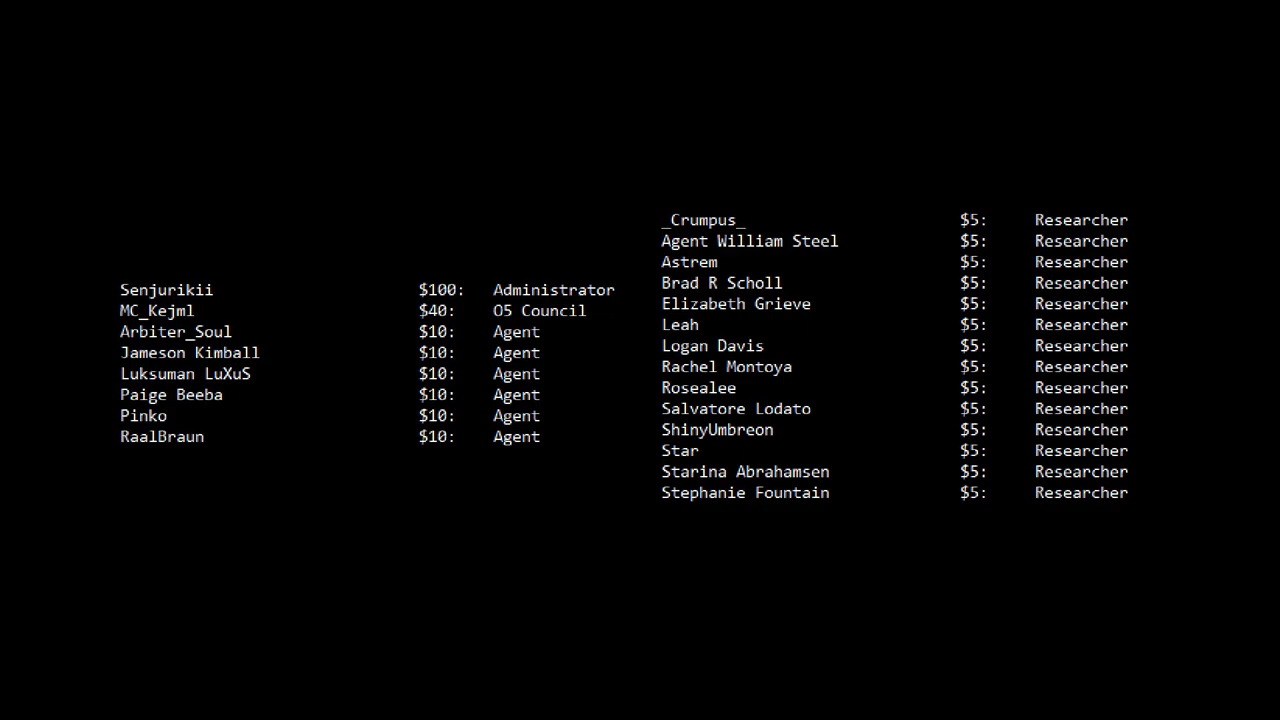 Senjurikii $100: Administrator
MC_Kejml $40: O5 Council
Arbiter_Soul $10: Agent
Jameson Kimball $10: Agent
Luksuman LuXuS $10: Agent
Paige Beeba $10: Agent
Pinko $10: Agent
RaalBraun $10: Agent
_Crumpus_ $5: Researcher
Agent William Steel $5: Researcher
Astrem $5: Researcher
Brad R Scholl $5: Researcher
Elizabeth Grieve $5: Researcher
Leah $5: Researcher
Logan Davis $5: Researcher
Rachel Montoya $5: Researcher
Rosealee $5: Researcher
Salvatore Lodato $5: Researcher
ShinyUmbreon $5: Researcher
Star $5: Researcher
Starina Abrahamsen $5: Researcher
Stephanie Fountain $5: Researcher